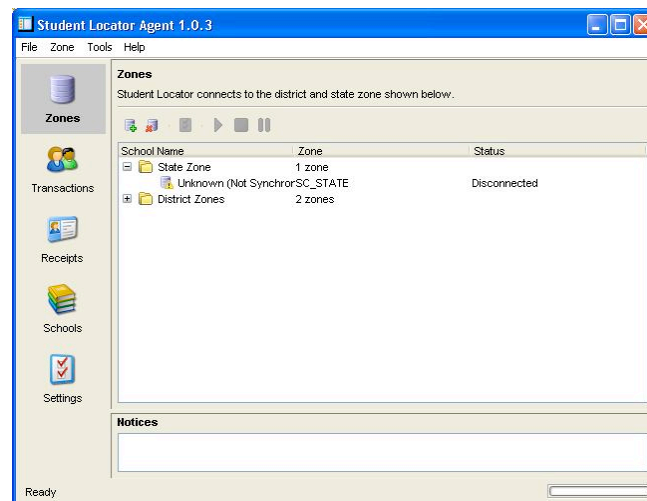 Student Locator Agent 1.0.3
File Zone Tools Help
Zones
Student Locator connects to the district and state zone shown below.
Zones
School Name Zone Status
State Zone 1 zone
Unknown (Not Synchror SC_STATE Disconnected
District Zones 2 zones
Transactions
Receipts
Schools
Settings
Notices
Ready